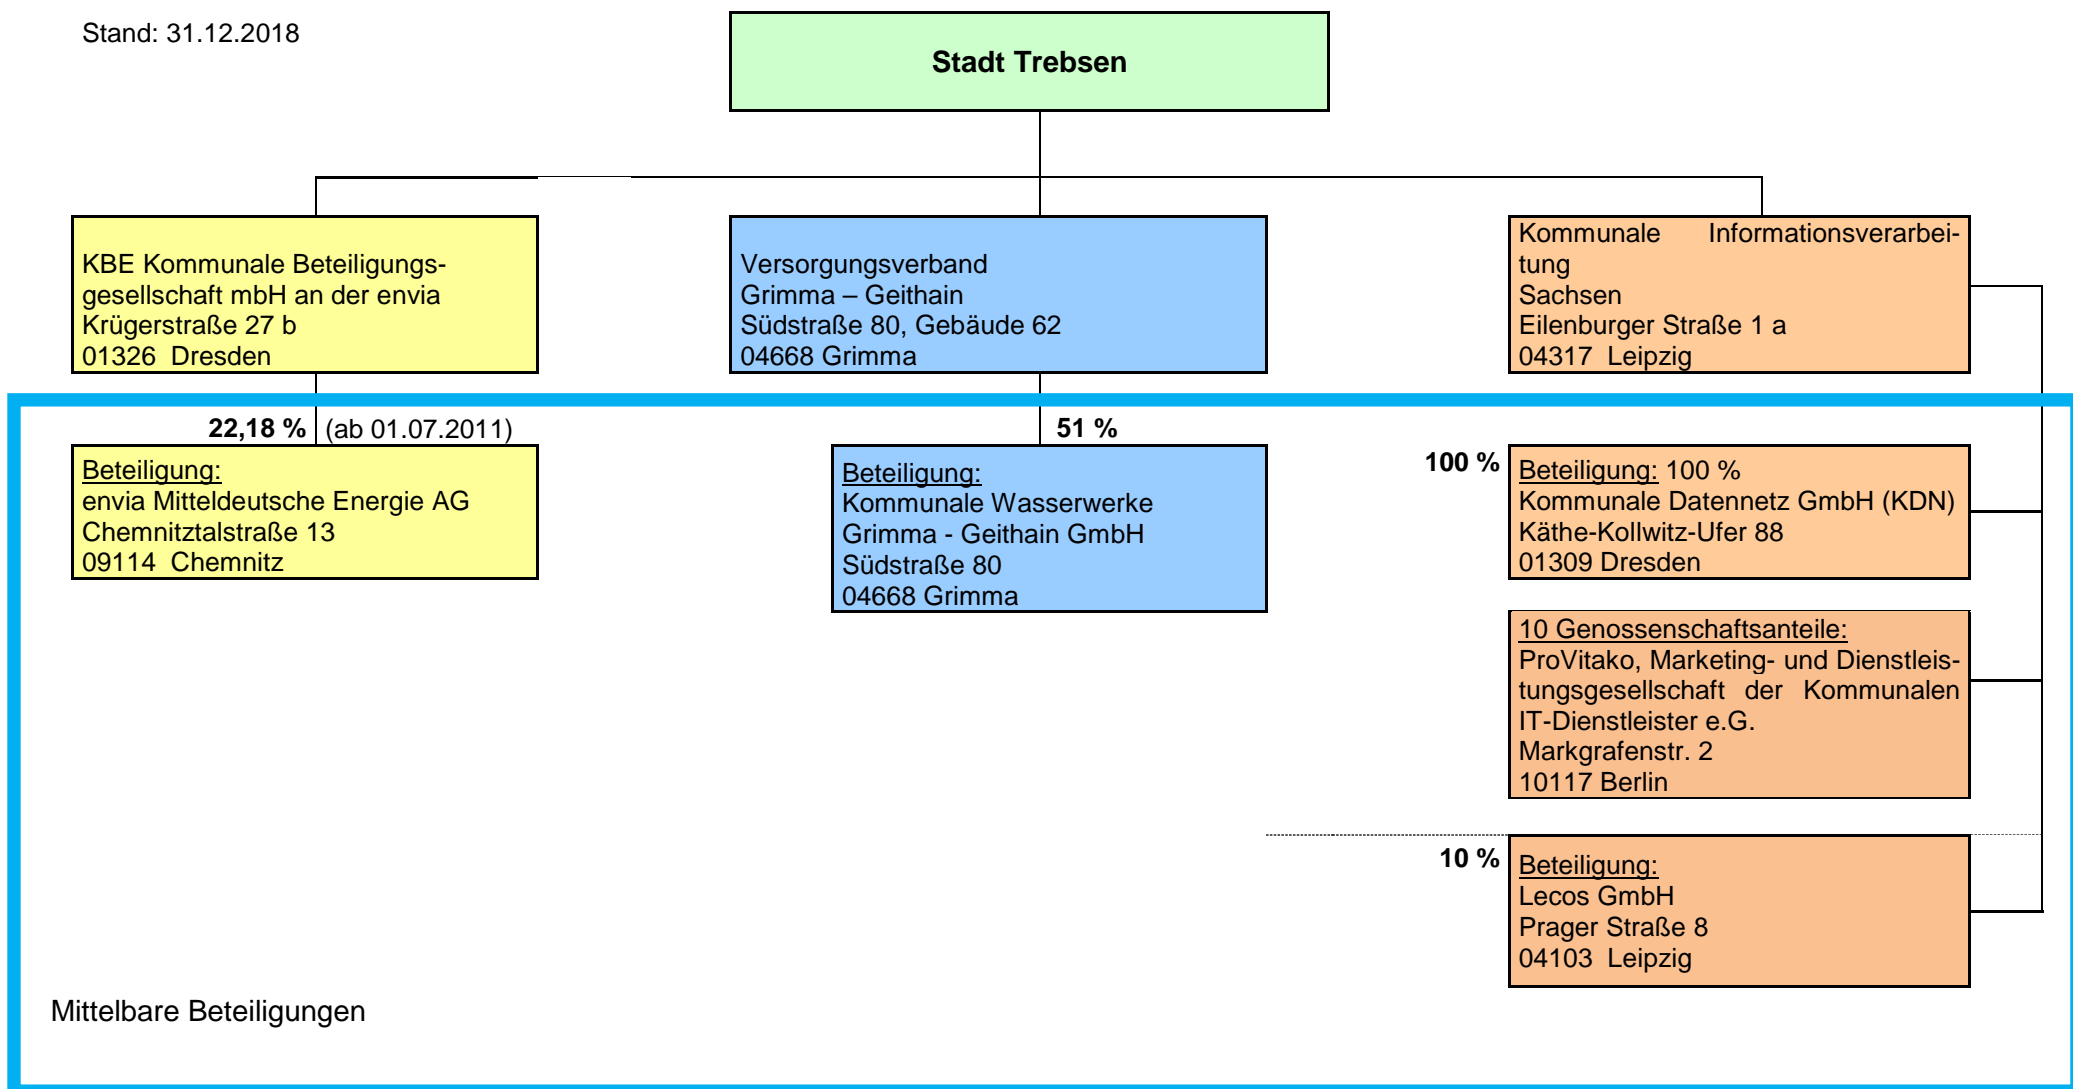 Stand: 31.12.2018
Stadt Trebsen
KBE Kommunale Beteiligungs-
gesellschaft mbH an der envia
Krügerstraße 27 b
01326 Dresden
Versorgungsverband
Grimma – Geithain
Südstraße 80, Gebäude 62
04668 Grimma
Kommunale Informationsverarbei-
tung
Sachsen
Eilenburger Straße 1 a
04317 Leipzig
22,18 % (ab 01.07.2011)
Beteiligung:
envia Mitteldeutsche Energie AG
Chemnitztalstraße 13
09114 Chemnitz
51 %
Beteiligung:
Kommunale Wasserwerke
Grimma - Geithain GmbH
Südstraße 80
04668 Grimma
100 %
Beteiligung: 100 %
Kommunale Datennetz GmbH (KDN)
Käthe-Kollwitz-Ufer 88
01309 Dresden
10 Genossenschaftsanteile:
ProVitako, Marketing- und Dienstleis-
tungsgesellschaft der Kommunalen
IT-Dienstleister e.G.
Markgrafenstr. 2
10117 Berlin
10 %
Beteiligung:
Lecos GmbH
Prager Straße 8
04103 Leipzig
Mittelbare Beteiligungen